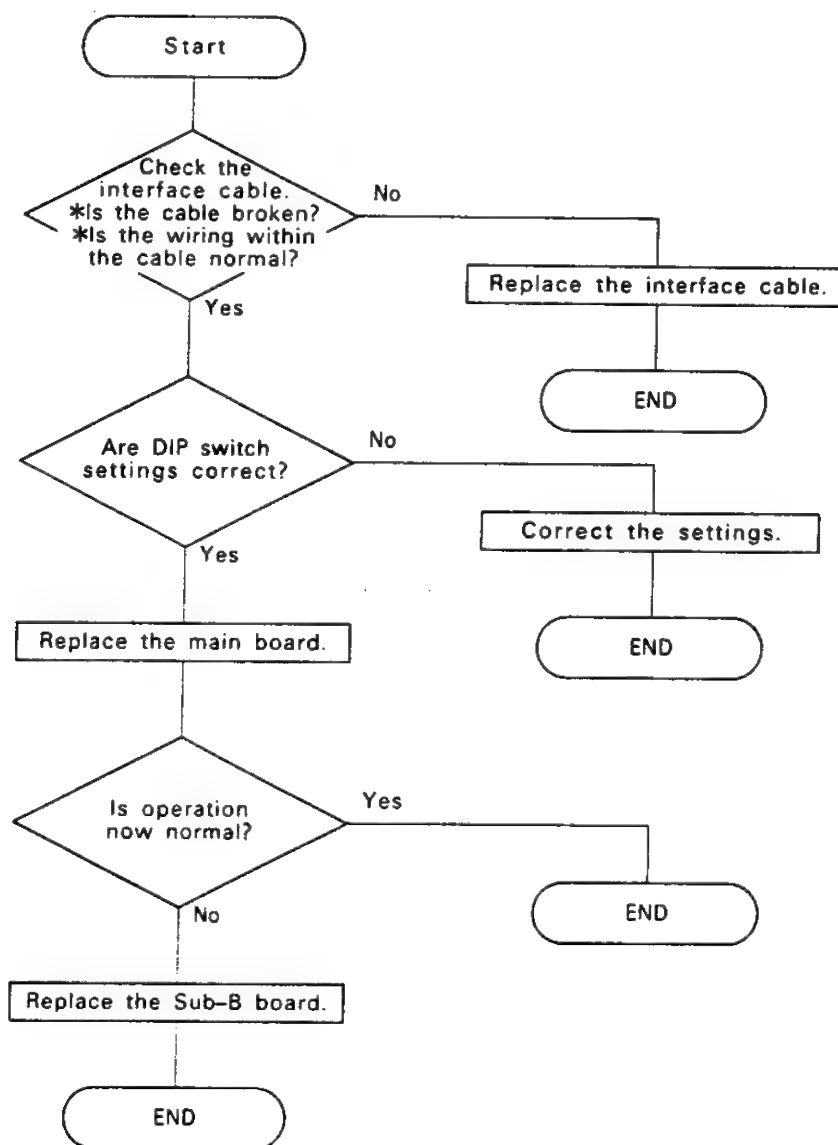 Start
Check the
interface cable.
*Is the cable broken?
*Is the wiring within
the cable normal?
No
Replace the interface cable.
END
Yes
Are DIP switch
settings correct?
No
Correct the settings.
END
Yes
Replace the main board.
Is operation
now normal?
Yes
END
No
Replace the Sub-B board.
END